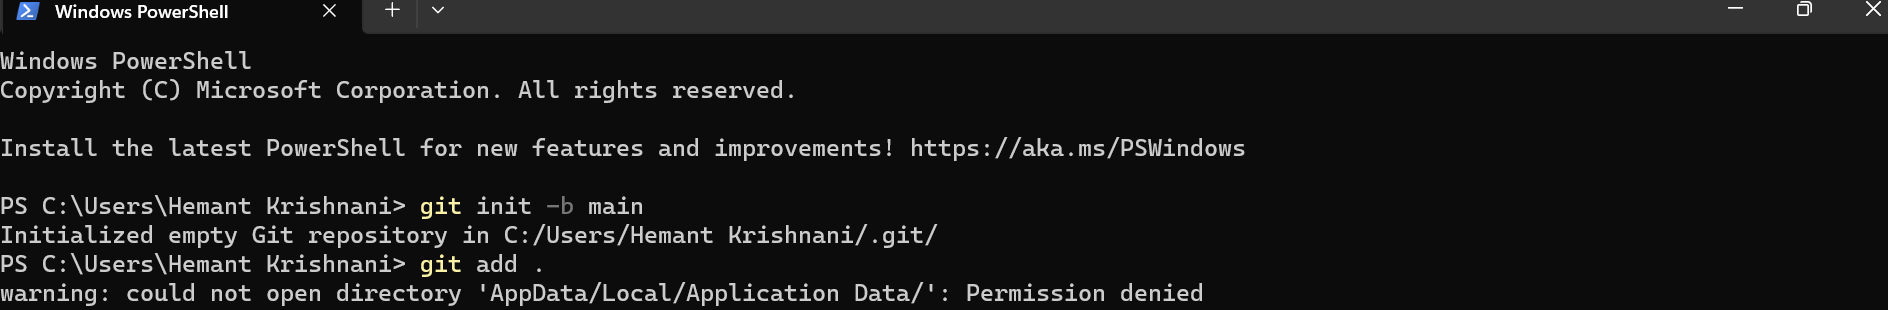 Windows PowerShell
Windows PowerShell
Copyright (C) Microsoft Corporation. All rights reserved.
Install the latest PowerShell for new features and improvements! https://aka.ms/PSWindows
PS C:\Users\Hemant Krishnani> git init -b main
Initialized empty Git repository in C:/Users/Hemant Krishnani/.git/
PS C:\Users\Hemant Krishnani> git add .
warning: could not open directory 'AppData/Local/Application Data/': Permission denied